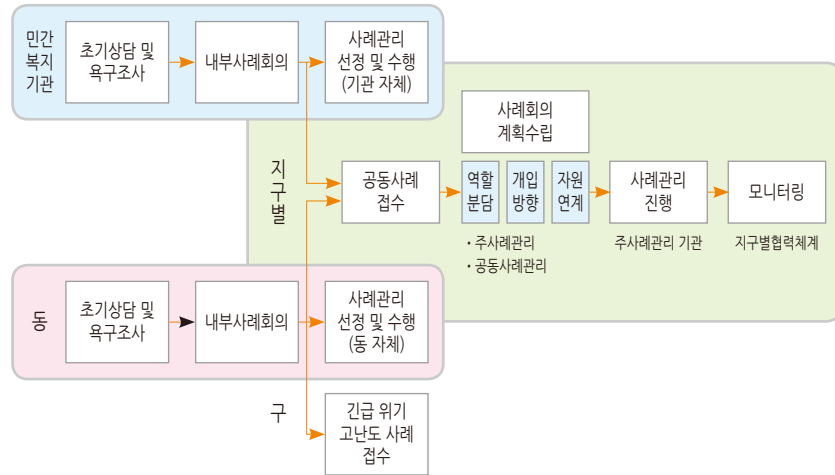 민간
복지
기관
초기상담 및
욕구조사
내부사례회의
사례관리
선정 및 수행
(기관 자체)
지
구
별
공동사례
접수
사례회의
계획수립
역할
분담
개입
방향
자원
연계
• 주사례관리
• 공동사례관리
사례관리
진행
주사례관리 기관
모니터링
지구별협력체계
동
초기상담 및
욕구조사
내부사례회의
사례관리
선정 및 수행
(동 자체)
구
긴급 위기
고난도 사례
접수